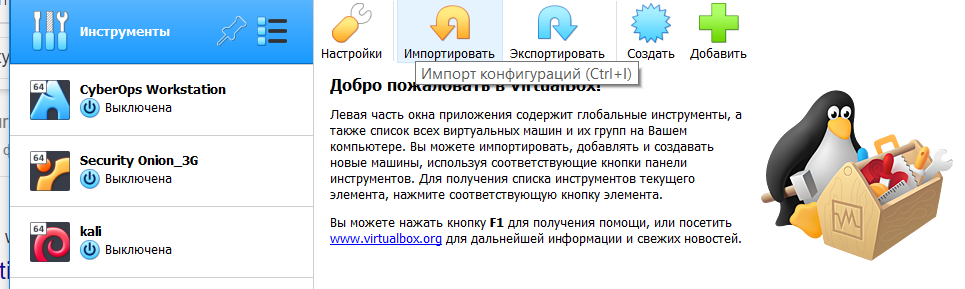 Инструменты
Настройки
Импортировать
Экспортировать
Создать
Добавить
Импорт конфигураций (Ctrl+I)
64
CyberOps Workstation
Выключена
64
Security Onion_3G
Выключена
64
kali
Выключена
Добро пожаловать в VirtualBox!
Левая часть окна приложения содержит глобальные инструменты, а
также список всех виртуальных машин и их групп на Вашем
компьютере. Вы можете импортировать, добавлять и создавать
новые машины, используя соответствующие кнопки панели
инструментов. Для получения списка инструментов текущего
элемента, нажмите соответствующую кнопку элемента.
Вы можете нажать кнопку F1 для получения помощи, или посетить
www.virtualbox.org для дальнейшей информации и свежих новостей.